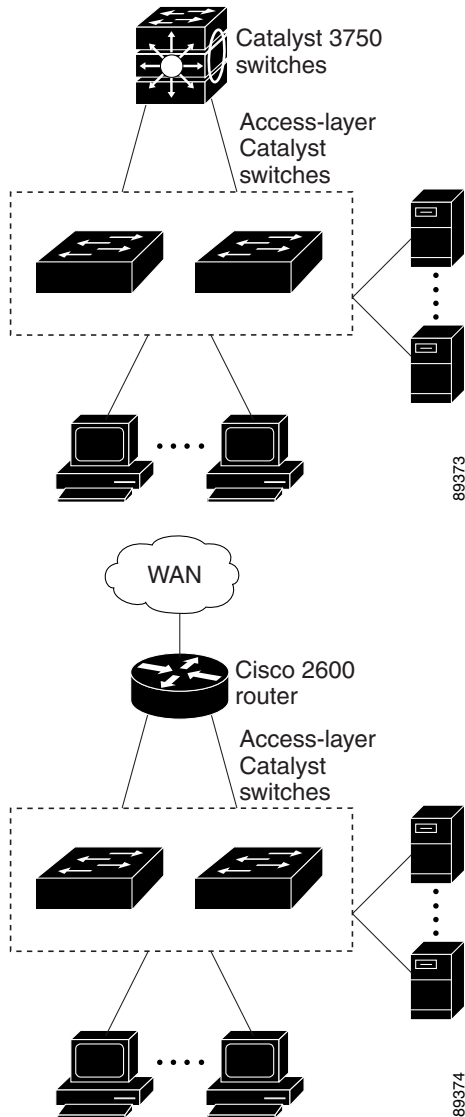 Catalyst 3750
switches
Access-layer
Catalyst
switches
89373
WAN
Cisco 2600
router
Access-layer
Catalyst
switches
89374